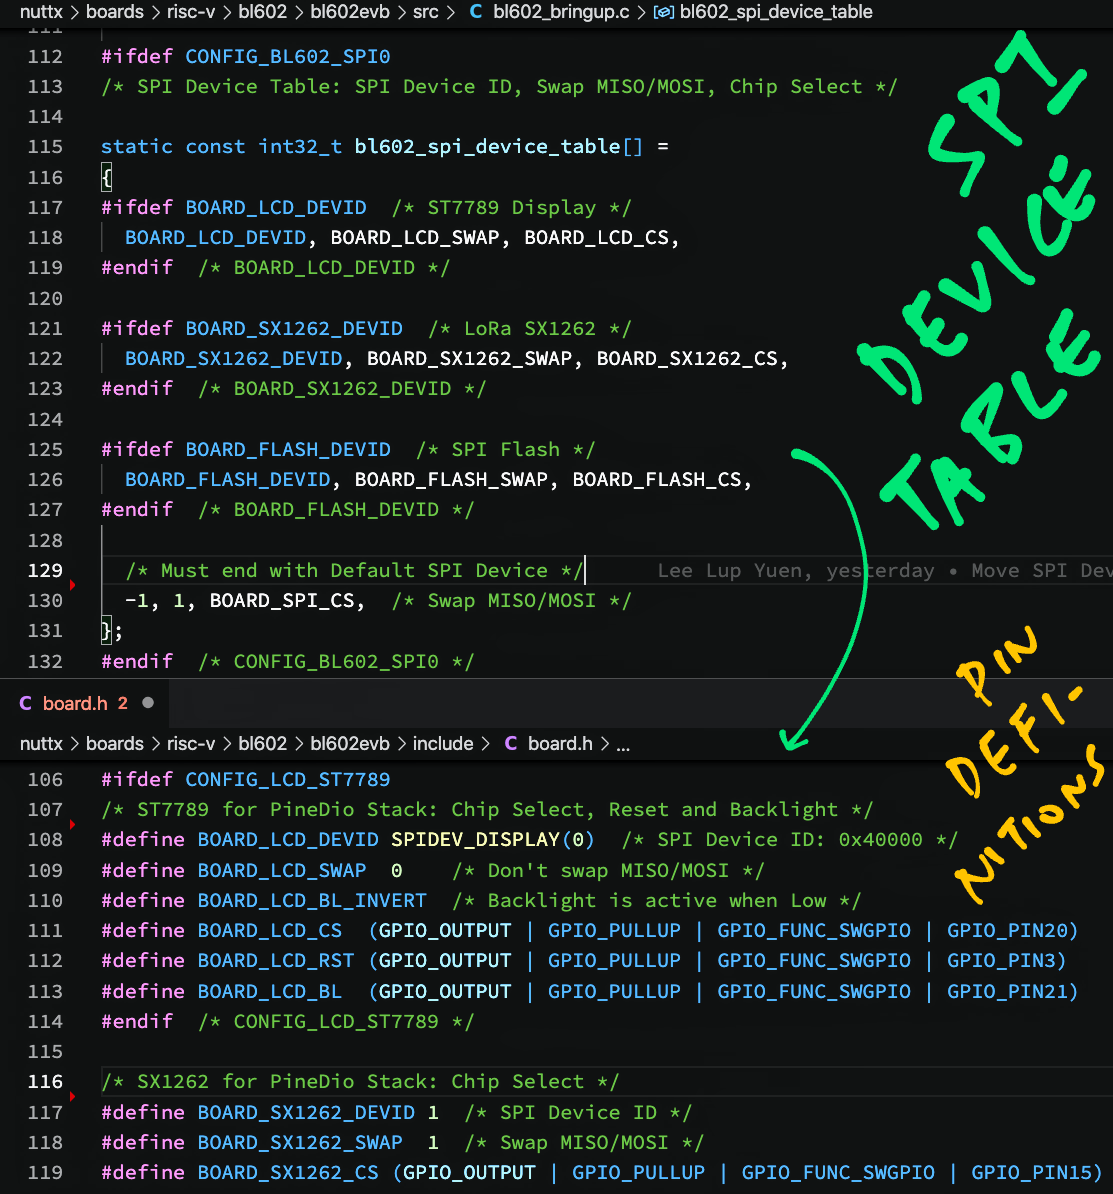 nuttx > boards > risc-v > bl602 > bl602evb > src > C bl602_bringup.c > bl602_spi_device_table
111
112 #ifdef CONFIG_BL602_SPI0
113 /* SPI Device Table: SPI Device ID, Swap MISO/MOSI, Chip Select */
114
115 static const int32_t bl602_spi_device_table[] =
116 {
117 #ifdef BOARD_LCD_DEVID /* ST7789 Display */
118 BOARD_LCD_DEVID, BOARD_LCD_SWAP, BOARD_LCD_CS,
119 #endif /* BOARD_LCD_DEVID */
120
121 #ifdef BOARD_SX1262_DEVID /* LoRa SX1262 */
122 BOARD_SX1262_DEVID, BOARD_SX1262_SWAP, BOARD_SX1262_CS,
123 #endif /* BOARD_SX1262_DEVID */
124
125 #ifdef BOARD_FLASH_DEVID /* SPI Flash */
126 BOARD_FLASH_DEVID, BOARD_FLASH_SWAP, BOARD_FLASH_CS,
127 #endif /* BOARD_FLASH_DEVID */
128
129 /* Must end with Default SPI Device */ Lee Lup Yuen, yesterday • Move SPI Dev
130 -1, 1, BOARD_SPI_CS, /* Swap MISO/MOSI */
131 };
132 #endif /* CONFIG_BL602_SPI0 */
SPI
DEVICE
TABLE
C board.h 2 ●
nuttx > boards > risc-v > bl602 > bl602evb > include > C board.h > ...
106 #ifdef CONFIG_LCD_ST7789
107 /* ST7789 for PineDio Stack: Chip Select, Reset and Backlight */
108 #define BOARD_LCD_DEVID SPIDEV_DISPLAY(0) /* SPI Device ID: 0x40000 */
109 #define BOARD_LCD_SWAP 0 /* Don't swap MISO/MOSI */
110 #define BOARD_LCD_BL_INVERT /* Backlight is active when Low */
111 #define BOARD_LCD_CS (GPIO_OUTPUT | GPIO_PULLUP | GPIO_FUNC_SWGPIO | GPIO_PIN20)
112 #define BOARD_LCD_RST (GPIO_OUTPUT | GPIO_PULLUP | GPIO_FUNC_SWGPIO | GPIO_PIN3)
113 #define BOARD_LCD_BL (GPIO_OUTPUT | GPIO_PULLUP | GPIO_FUNC_SWGPIO | GPIO_PIN21)
114 #endif /* CONFIG_LCD_ST7789 */
115
116 /* SX1262 for PineDio Stack: Chip Select */
117 #define BOARD_SX1262_DEVID 1 /* SPI Device ID */
118 #define BOARD_SX1262_SWAP 1 /* Swap MISO/MOSI */
119 #define BOARD_SX1262_CS (GPIO_OUTPUT | GPIO_PULLUP | GPIO_FUNC_SWGPIO | GPIO_PIN15)
PIN
DEFI-
NITIONS